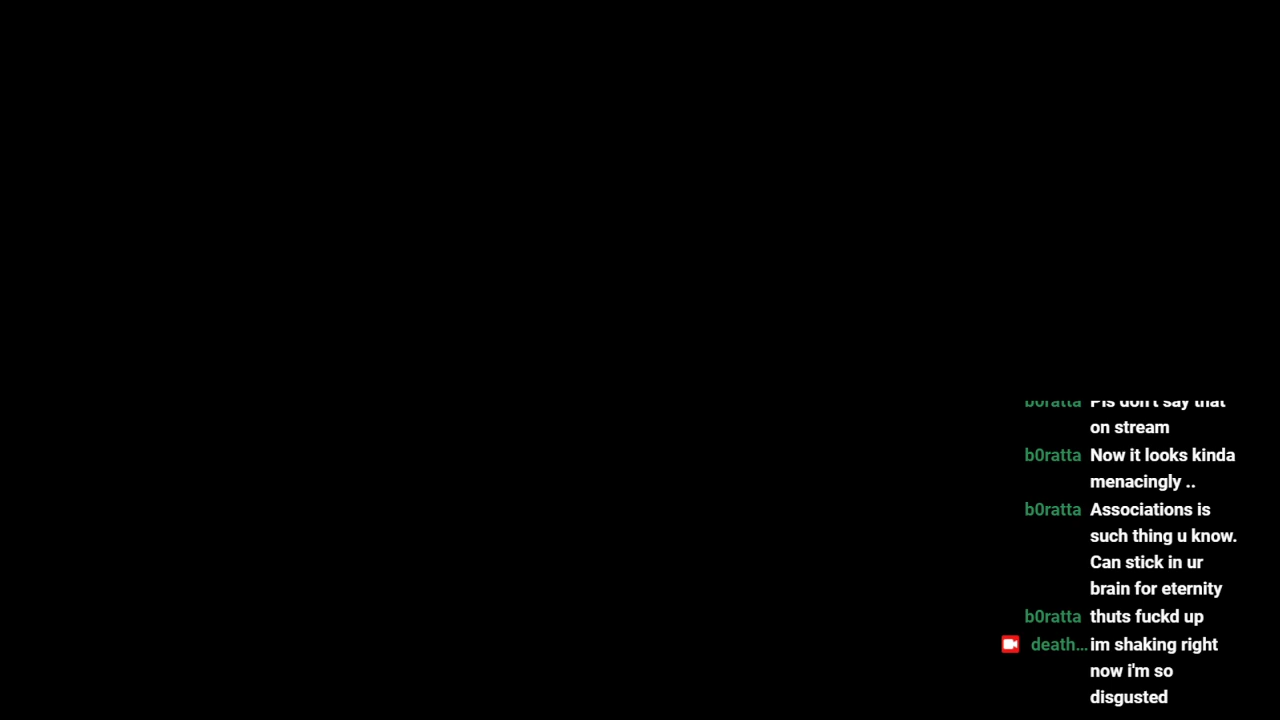 b0ratta Pls don't say that
on stream
b0ratta Now it looks kinda
menacingly ..
b0ratta Associations is
such thing u know.
Can stick in ur
brain for eternity
b0ratta thuts fuckd up
death… im shaking right
now i'm so
disgusted